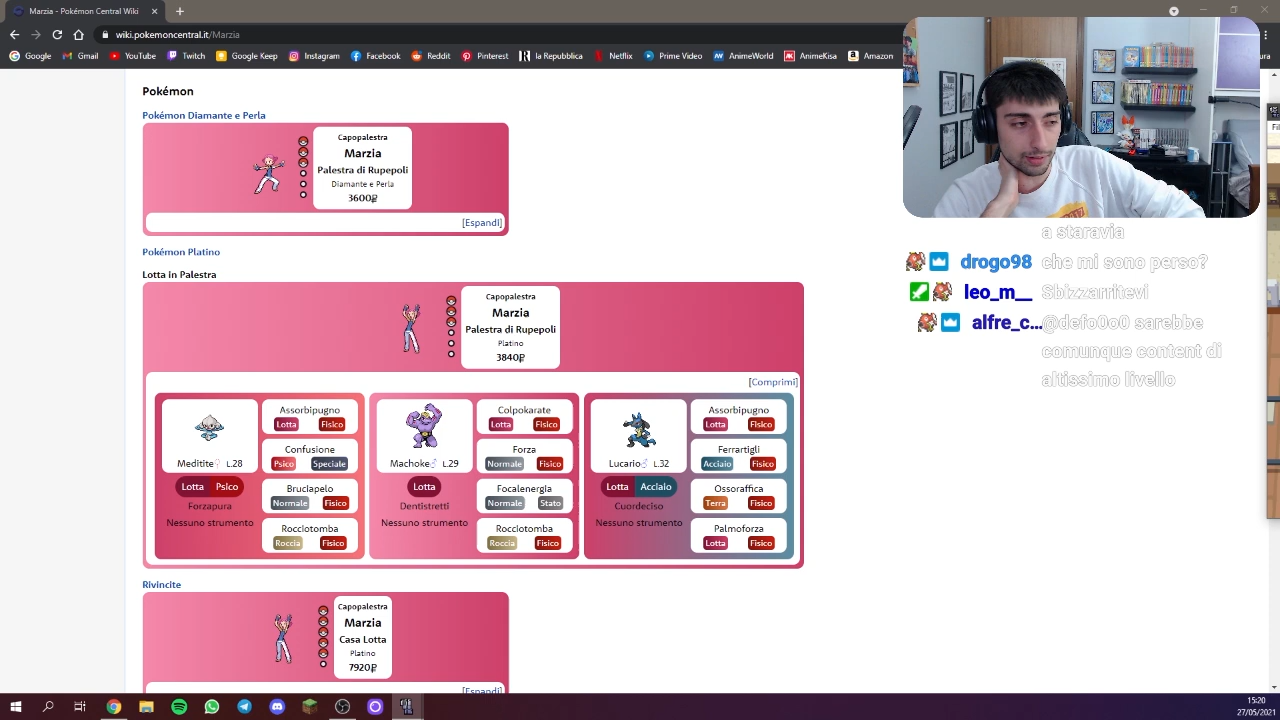 Marzia - Pokémon Central Wiki
wiki.pokemoncentral.it/Marzia
Google Gmail YouTube Twitch Google Keep Instagram Facebook Reddit Pinterest la Repubblica Netflix Prime Video AnimeWorld AnimeKisa Amazon
Pokémon
Pokémon Diamante e Perla
Capopalestra
Marzia
Palestra di Rupepoli
Diamante e Perla
3600₽
[Espandi]
Pokémon Platino
Lotta in Palestra
Capopalestra
Marzia
Palestra di Rupepoli
Platino
3840₽
[Comprimi]
Meditite♀ L.28
Lotta Psico
Forzapura
Nessuno strumento
Assorbipugno
Lotta Fisico
Confusione
Psico Speciale
Bruciapelo
Normale Fisico
Rocciotomba
Roccia Fisico
Machoke♂ L.29
Lotta
Dentistretti
Nessuno strumento
Colpokarate
Lotta Fisico
Forza
Normale Fisico
Focalenergia
Normale Stato
Rocciotomba
Roccia Fisico
Lucario♂ L.32
Lotta Acciaio
Cuordeciso
Nessuno strumento
Assorbipugno
Lotta Fisico
Ferrartigli
Acciaio Fisico
Ossoraffica
Terra Fisico
Palmoforza
Lotta Fisico
Rivincite
Capopalestra
Marzia
Casa Lotta
Platino
7920₽
[Espandi]
a staravia
drogo98 che mi sono perso?
leo_m__ Sbizzarritevi
alfre_c... @defo0o0 sarebbe
comunque content di
altissimo livello
15:20
27/05/2021